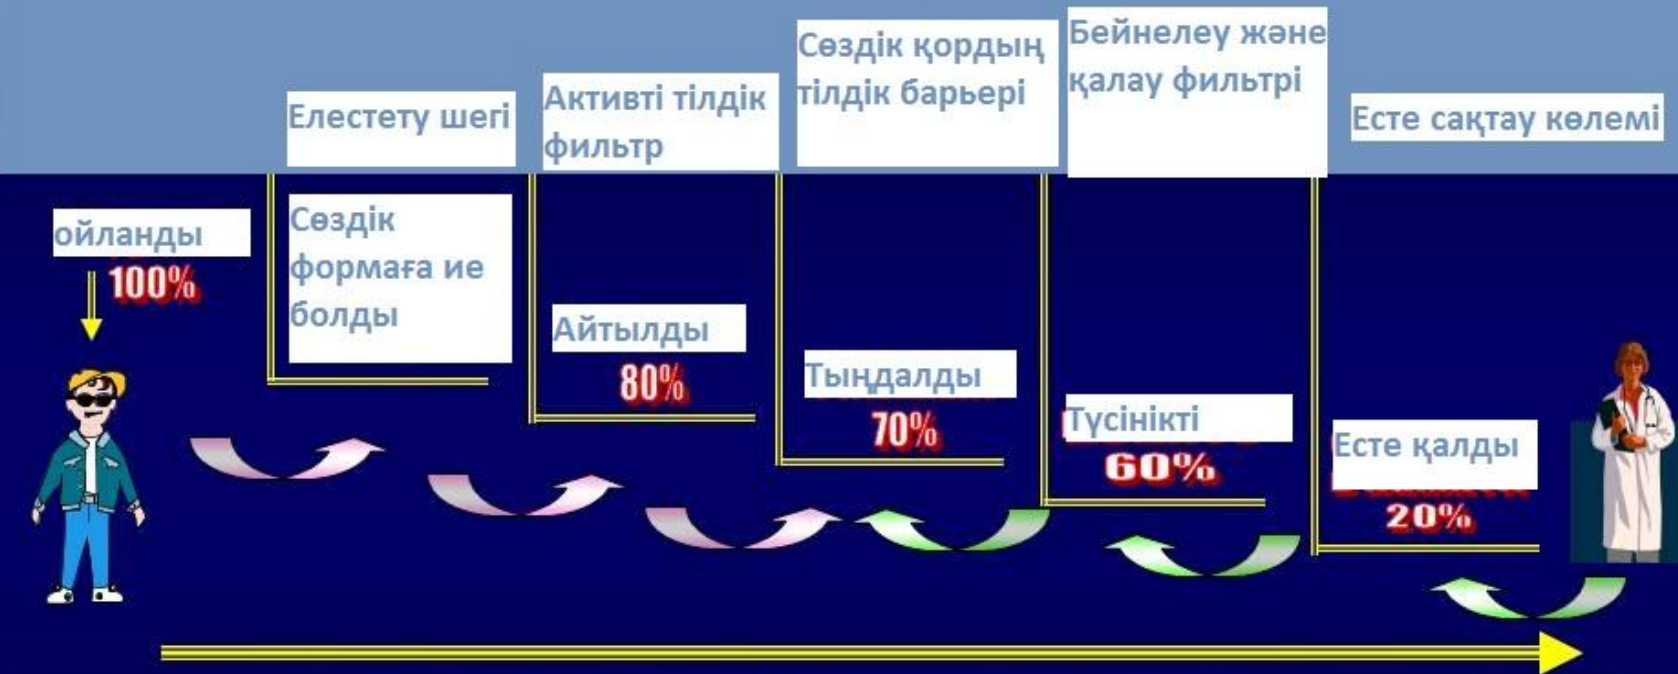 Елестету шегі
Активті тілдік
фильтр
Сөздік қордың
тілдік барьері
Бейнелеу және
қалау фильтрі
Есте сақтау көлемі
ойланды
100%
Сөздік
формаға ие
болды
Айтылды
80%
Тыңдалды
70%
Түсінікті
60%
Есте қалды
20%